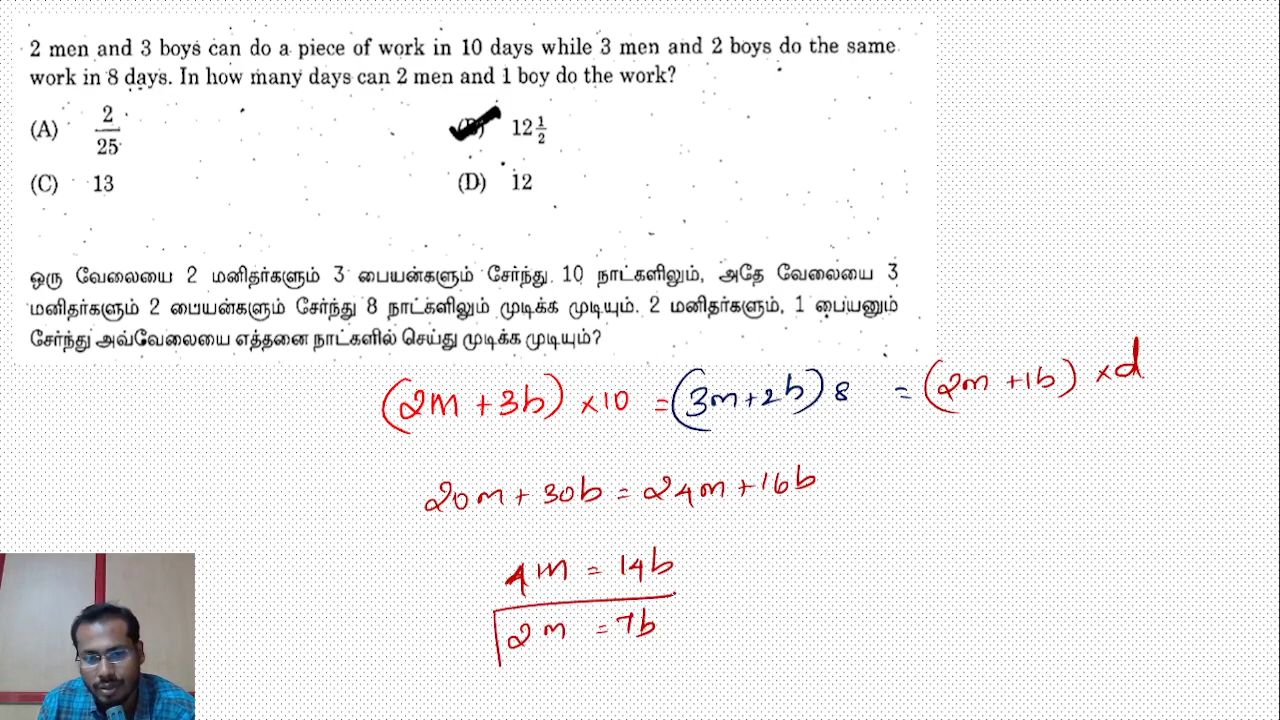 2 men and 3 boys can do a piece of work in 10 days while 3 men and 2 boys do the same
work in 8 days. In how many days can 2 men and 1 boy do the work?
(A) 2/25
(B) 12 1/2
(C) 13
(D) 12
ஒரு வேலையை 2 மனிதர்களும் 3 பையன்களும் சேர்ந்து 10 நாட்களிலும், அதே வேலையை 3
மனிதர்களும் 2 பையன்களும் சேர்ந்து 8 நாட்களிலும் முடிக்க முடியும். 2 மனிதர்களும், 1 பையனும்
சேர்ந்து அவ்வேலையை எத்தனை நாட்களில் செய்து முடிக்க முடியும்?
(2m + 3b) × 10 = (3m + 2b) 8 = (2m + 1b) × d
20m + 30b = 24m + 16b
4m = 14b
2m = 7b